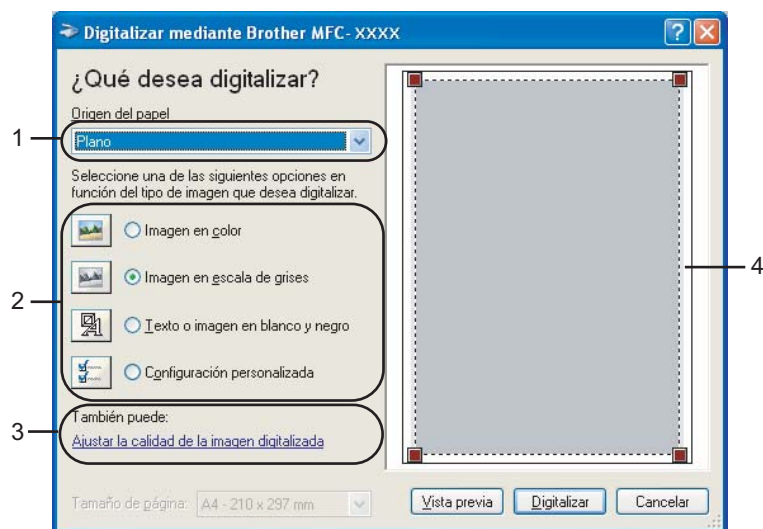 Digitalizar mediante Brother MFC- XXXX
¿Qué desea digitalizar?
Origen del papel
1
Plano
Seleccione una de las siguientes opciones en
función del tipo de imagen que desea digitalizar.
Imagen en color
Imagen en escala de grises
2
Texto o imagen en blanco y negro
Configuración personalizada
También puede:
3
Ajustar la calidad de la imagen digitalizada
Tamaño de página: A4 - 210 x 297 mm
4
Vista previa
Digitalizar
Cancelar